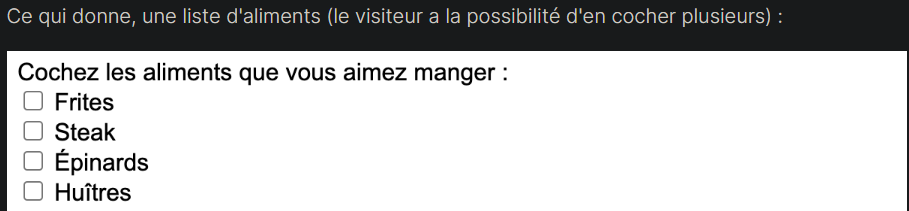 Ce qui donne, une liste d'aliments (le visiteur a la possibilité d'en cocher plusieurs) :
Cochez les aliments que vous aimez manger :
Frites
Steak
Épinards
Huîtres